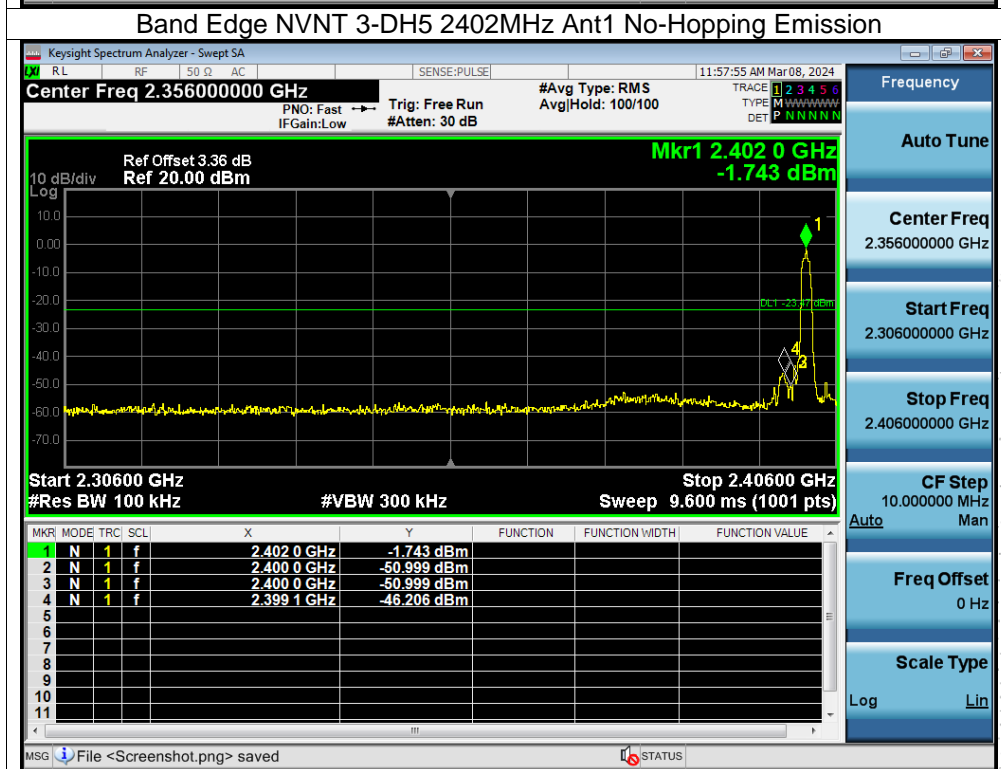 Band Edge NVNT 3-DH5 2402MHz Ant1 No-Hopping Emission
Keysight Spectrum Analyzer - Swept SA
LXI RL RF 50 Ω AC SENSE:PULSE 11:57:55 AM Mar 08, 2024
Center Freq 2.356000000 GHz #Avg Type: RMS TRACE 1 2 3 4 5 6
PNO: Fast Trig: Free Run Avg|Hold: 100/100 TYPE M W W W W W
IFGain:Low #Atten: 30 dB DET P N N N N N
Ref Offset 3.36 dB Mkr1 2.402 0 GHz
10 dB/div Ref 20.00 dBm -1.743 dBm
Log
10.0
1
0.00
-10.0
-20.0
DL1 -23.47 dBm
-30.0
-40.0
4
3
-50.0
-60.0
-70.0
Start 2.30600 GHz Stop 2.40600 GHz
#Res BW 100 kHz #VBW 300 kHz Sweep 9.600 ms (1001 pts)
MKR MODE TRC SCL X Y FUNCTION FUNCTION WIDTH FUNCTION VALUE
1 N 1 f 2.402 0 GHz -1.743 dBm
2 N 1 f 2.400 0 GHz -50.999 dBm
3 N 1 f 2.400 0 GHz -50.999 dBm
4 N 1 f 2.399 1 GHz -46.206 dBm
5
6
7
8
9
10
11
MSG File <Screenshot.png> saved STATUS
Frequency
Auto Tune
Center Freq
2.356000000 GHz
Start Freq
2.306000000 GHz
Stop Freq
2.406000000 GHz
CF Step
10.000000 MHz
Auto Man
Freq Offset
0 Hz
Scale Type
Log Lin